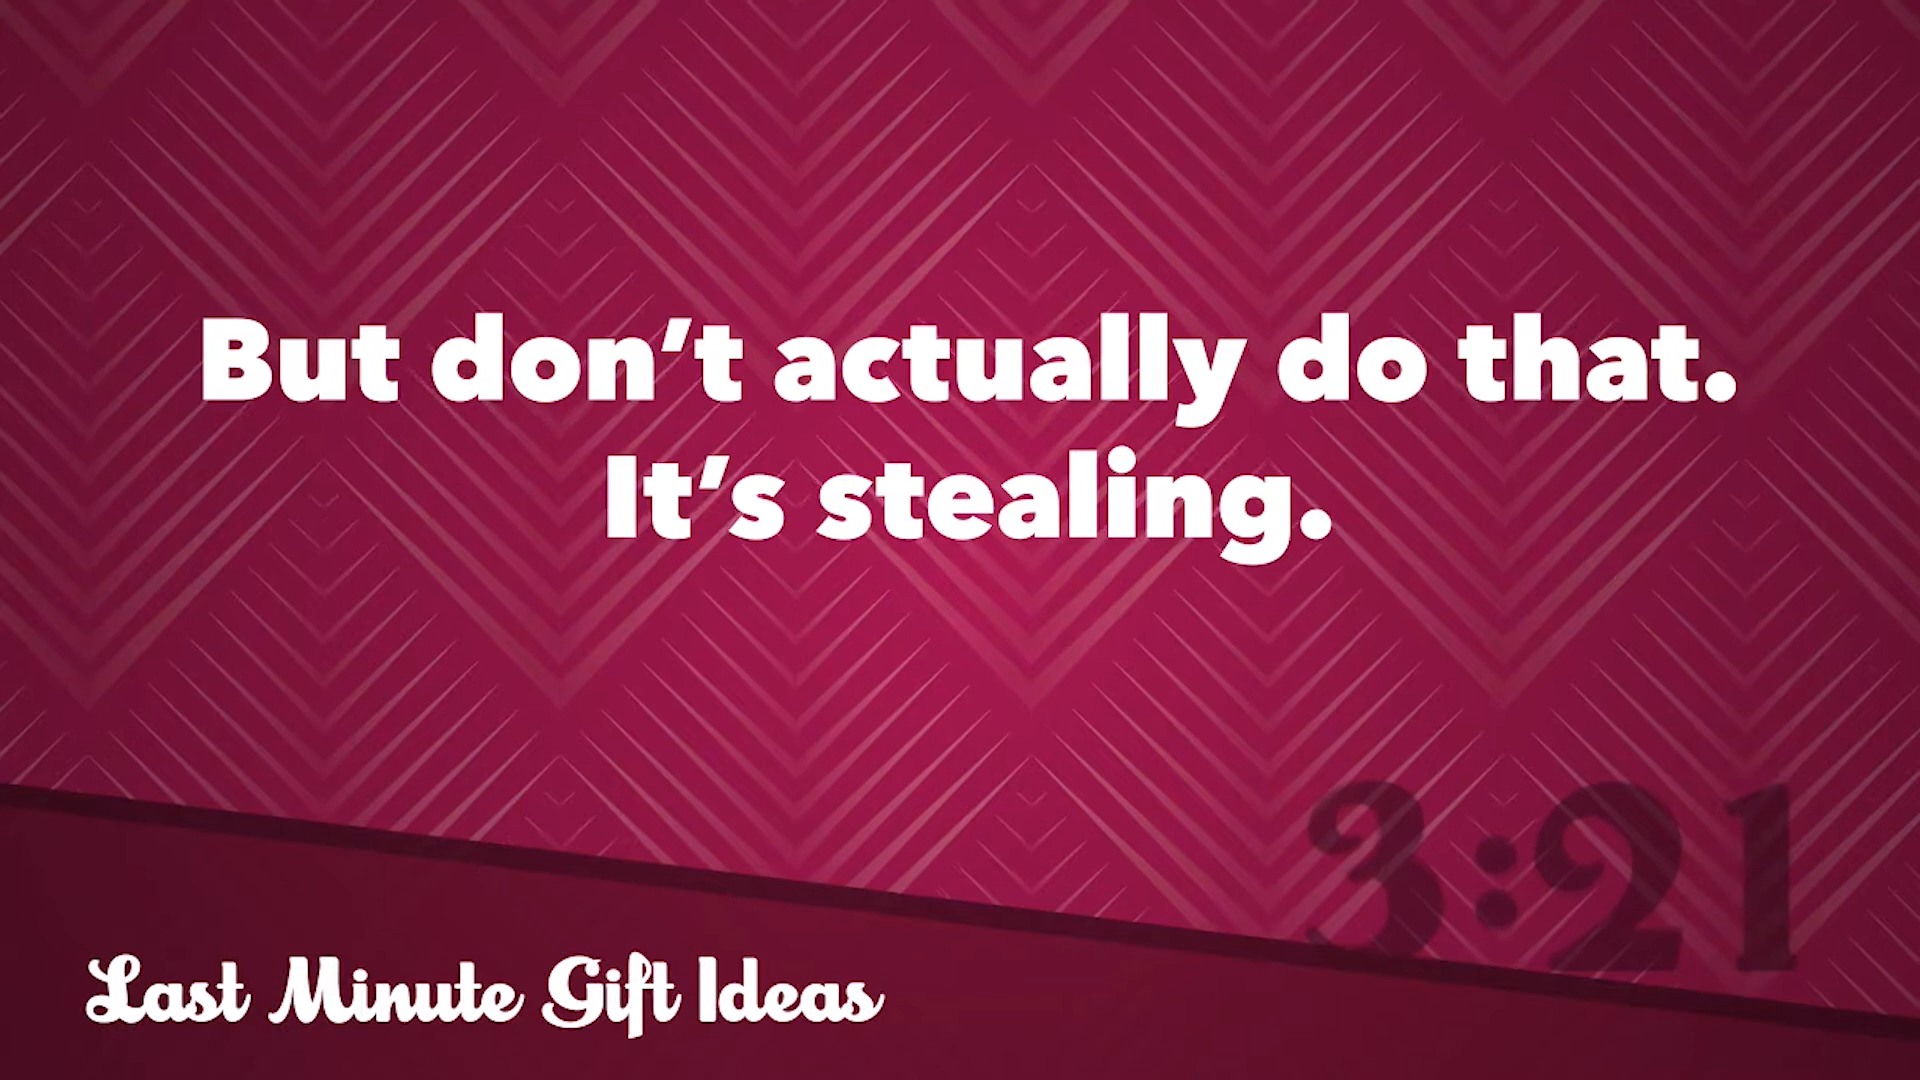 But don’t actually do that.
It’s stealing.
3:21
Last Minute Gift Ideas